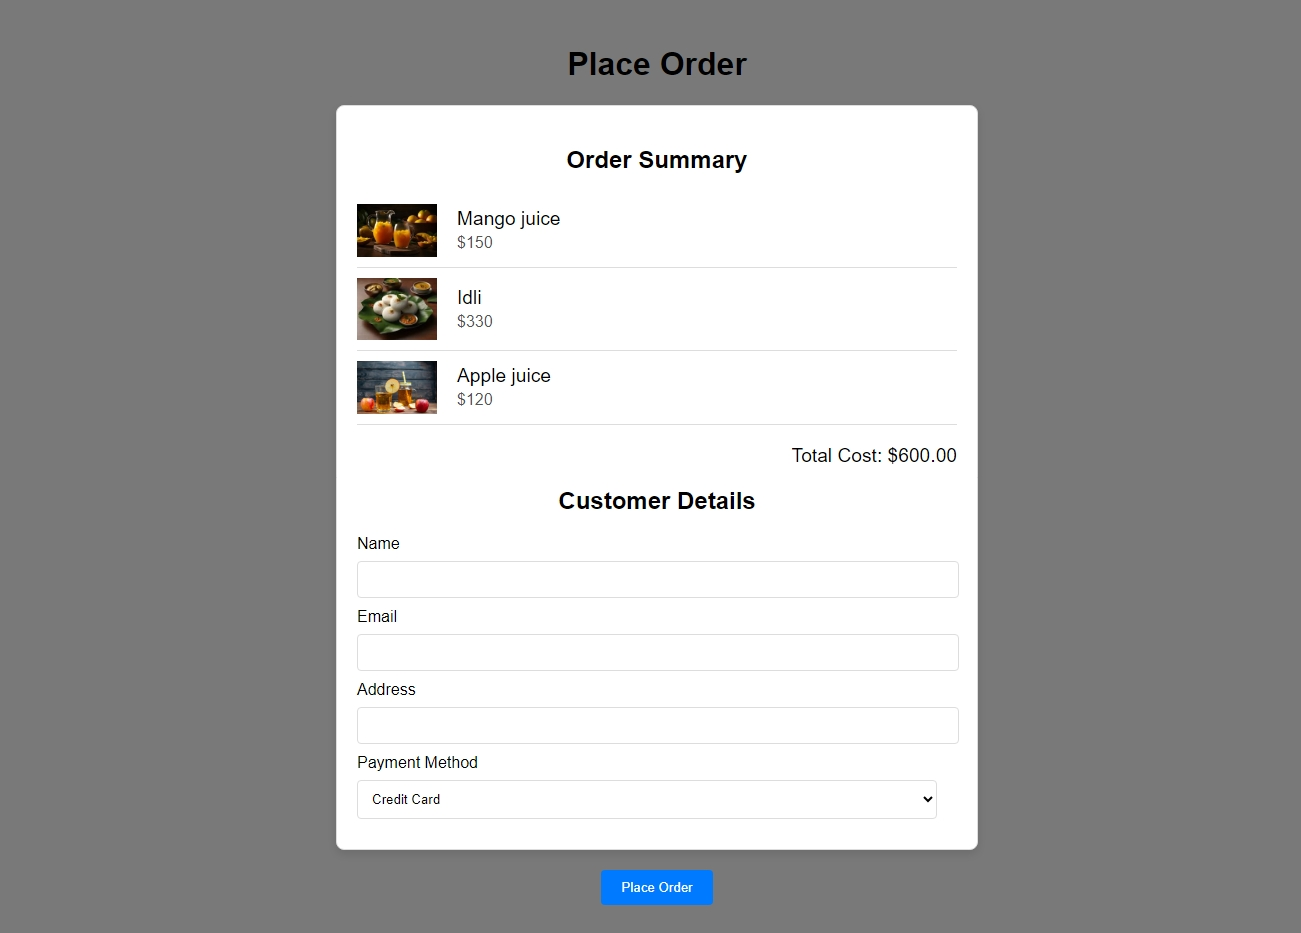 Place Order
Order Summary
Mango juice
$150
Idli
$330
Apple juice
$120
Total Cost: $600.00
Customer Details
Name
Email
Address
Payment Method
Credit Card
Place Order